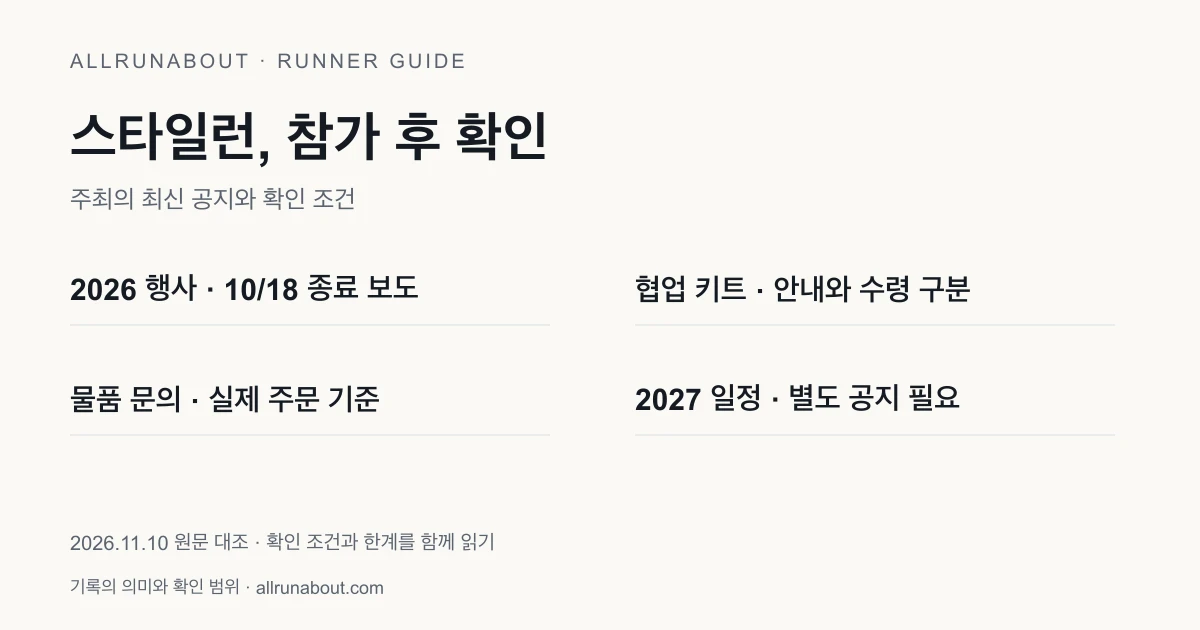 ALLRUNABOUT · RUNNER GUIDE
스타일런, 참가 후 확인
주최의 최신 공지와 확인 조건
2026 행사 · 10/18 종료 보도
협업 키트 · 안내와 수령 구분
물품 문의 · 실제 주문 기준
2027 일정 · 별도 공지 필요
2026.11.10 원문 대조 · 확인 조건과 한계를 함께 읽기
기록의 의미와 확인 범위 · allrunabout.com